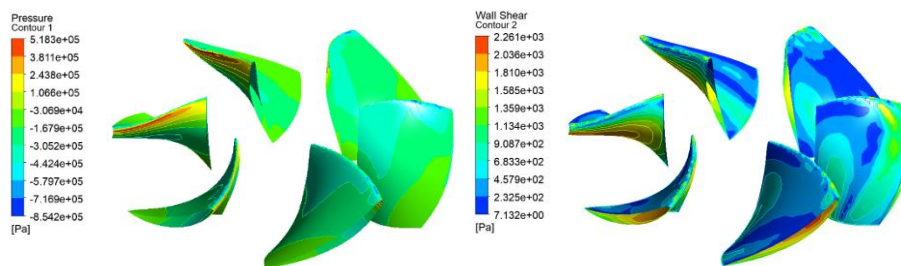 Pressure
Contour 1
5.183e+05
3.811e+05
2.438e+05
1.066e+05
-3.069e+04
-1.679e+05
-3.052e+05
-4.424e+05
-5.797e+05
-7.169e+05
-8.542e+05
[Pa]
Wall Shear
Contour 2
2.261e+03
2.036e+03
1.810e+03
1.585e+03
1.359e+03
1.134e+03
9.087e+02
6.833e+02
4.579e+02
2.325e+02
7.132e+00
[Pa]